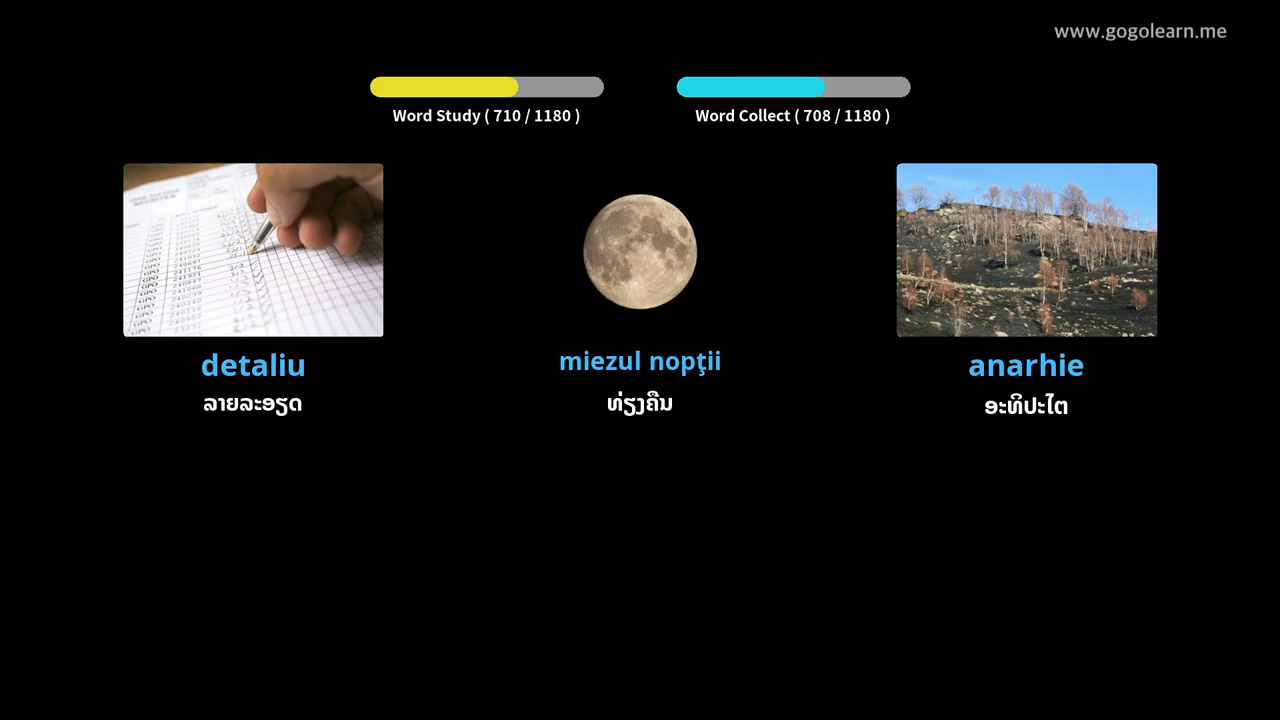 www.gogolearn.me
Word Study ( 710 / 1180 )
Word Collect ( 708 / 1180 )
detaliu
ລາຍລະອຽດ
miezul nopţii
ທ່ຽງຄືນ
anarhie
ອະທິປະໄຕ